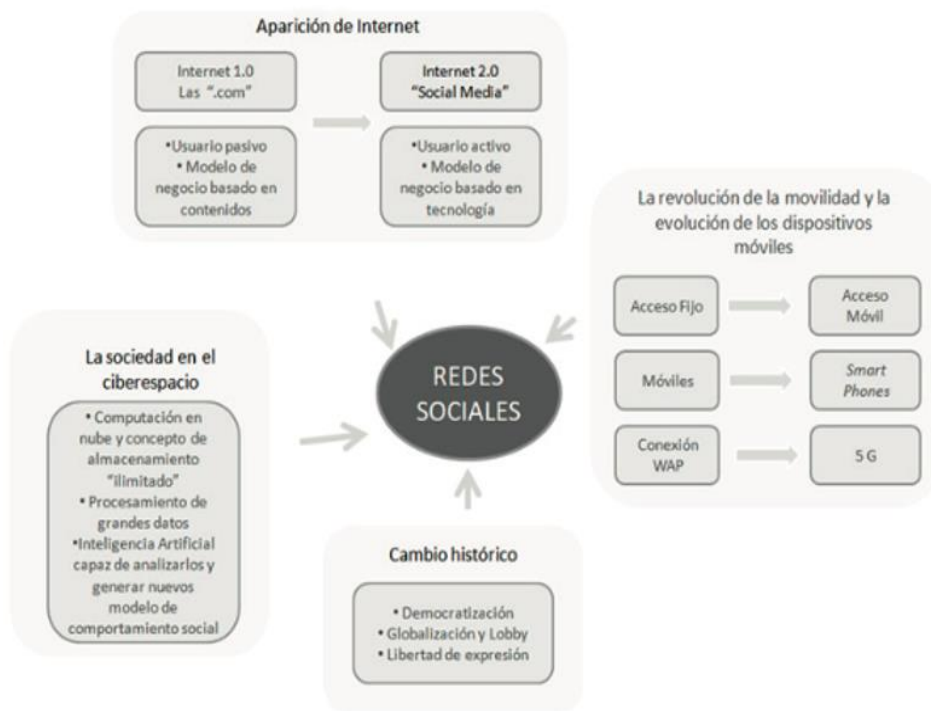 Aparición de Internet
Internet 1.0
Las ".com"
Internet 2.0
"Social Media"
•Usuario pasivo
• Modelo de
negocio basado en
contenidos
• Usuario activo
• Modelo de
negocio basado en
tecnología
La revolución de la movilidad y la
evolución de los dispositivos
móviles
Acceso Fijo
Acceso
Móvil
Móviles
Smart
Phones
Conexión
WAP
5 G
La sociedad en el
ciberespacio
• Computación en
nube y concepto de
almacenamiento
"ilimitado"
• Procesamiento de
grandes datos
•Inteligencia Artificial
capaz de analizarlos y
generar nuevos
modelo de
comportamiento social
REDES
SOCIALES
Cambio histórico
• Democratización
• Globalización y Lobby
• Libertad de expresión